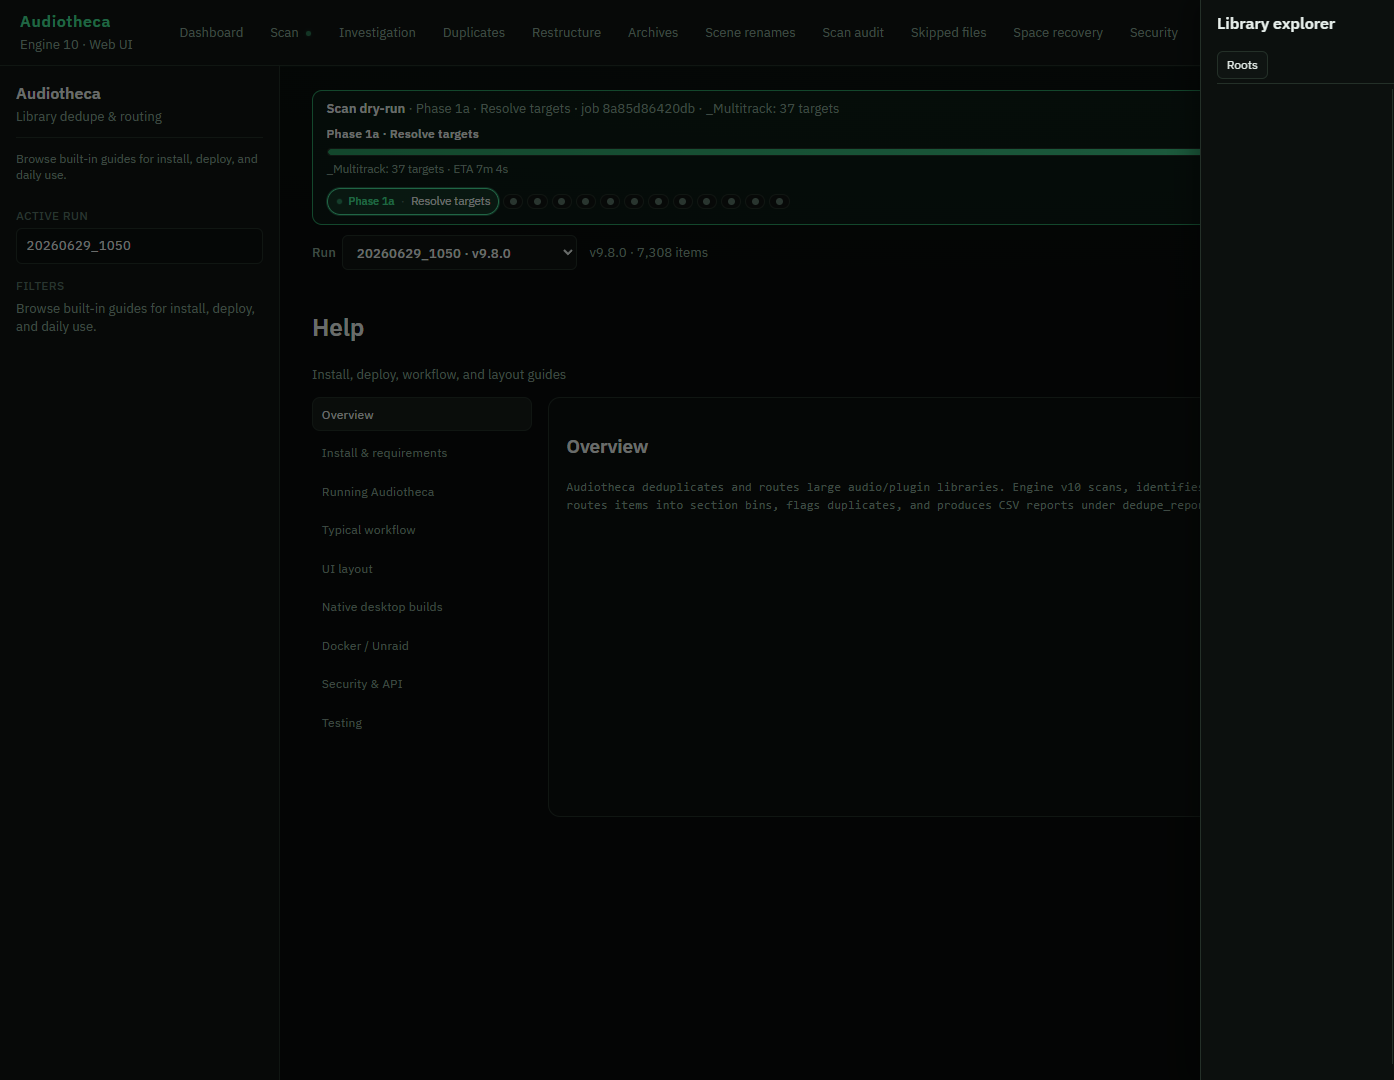 Audiotheca
Engine 10 · Web UI
Dashboard
Scan
Investigation
Duplicates
Restructure
Archives
Scene renames
Scan audit
Skipped files
Space recovery
Security
Library explorer
Roots
Audiotheca
Library dedupe & routing
Browse built-in guides for install, deploy, and
daily use.
ACTIVE RUN
20260629_1050
FILTERS
Browse built-in guides for install, deploy,
and daily use.
Scan dry-run · Phase 1a · Resolve targets · job 8a85d86420db · _Multitrack: 37 targets
Phase 1a · Resolve targets
_Multitrack: 37 targets · ETA 7m 4s
Phase 1a · Resolve targets
Run
20260629_1050 · v9.8.0
v9.8.0 · 7,308 items
Help
Install, deploy, workflow, and layout guides
Overview
Install & requirements
Running Audiotheca
Typical workflow
UI layout
Native desktop builds
Docker / Unraid
Security & API
Testing
Overview
Audiotheca deduplicates and routes large audio/plugin libraries. Engine v10 scans, identifies
routes items into section bins, flags duplicates, and produces CSV reports under dedupe_repor